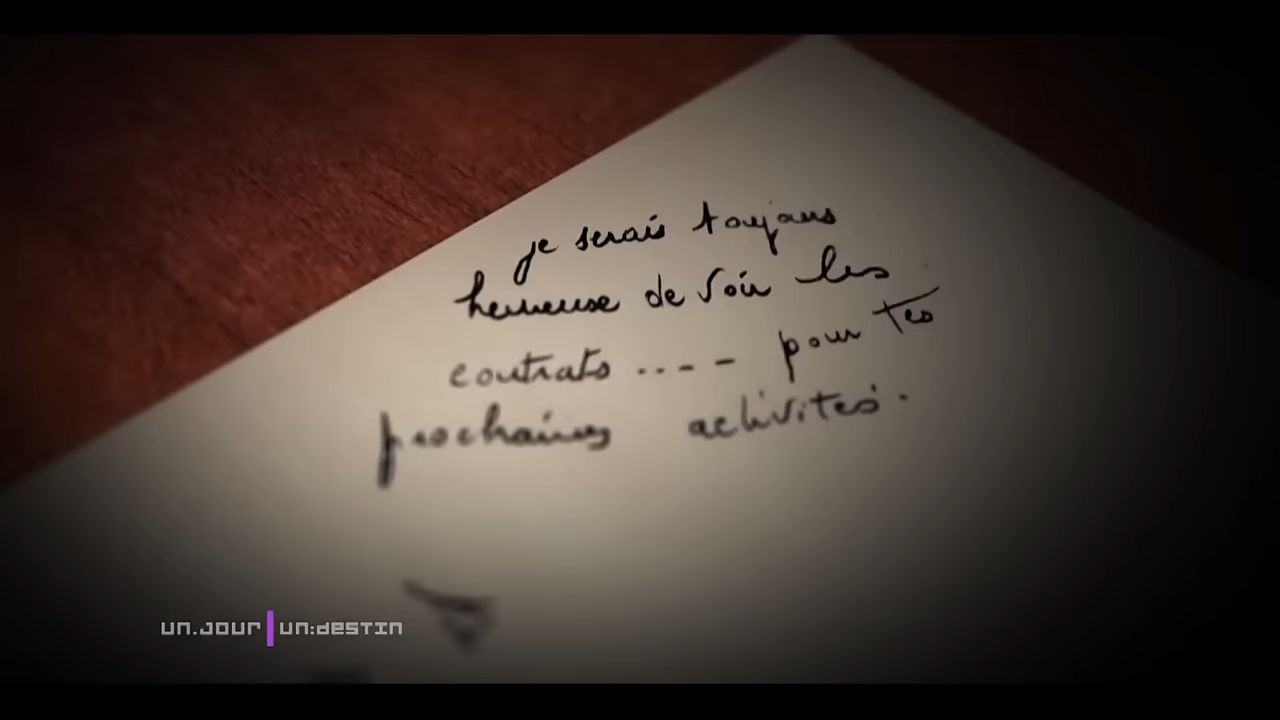 je serais toujours
heureuse de voir les
contrats .... pour tes
prochaines activités.
un.jour un:destin